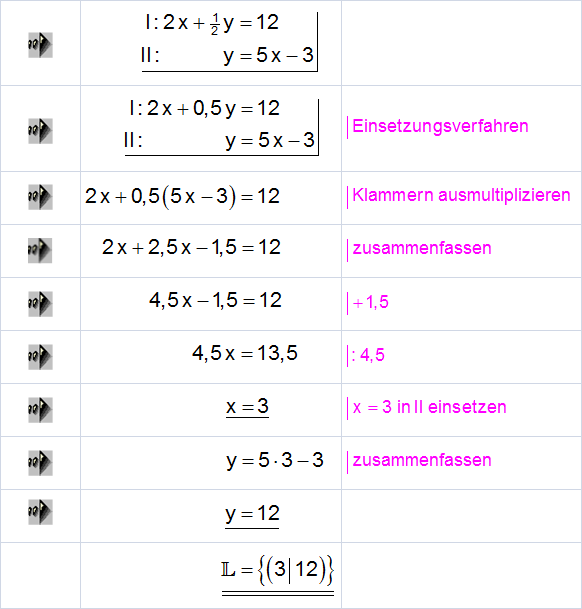 I: 2x + ½y = 12
II: y = 5x − 3
I: 2x + 0,5y = 12
II: y = 5x − 3
|Einsetzungsverfahren
2x + 0,5(5x − 3) = 12 |Klammern ausmultiplizieren
2x + 2,5x − 1,5 = 12 |zusammenfassen
4,5x − 1,5 = 12 |+1,5
4,5x = 13,5 |: 4,5
x = 3 |x = 3 in II einsetzen
y = 5·3 − 3 |zusammenfassen
y = 12
𝕃 = {(3|12)}